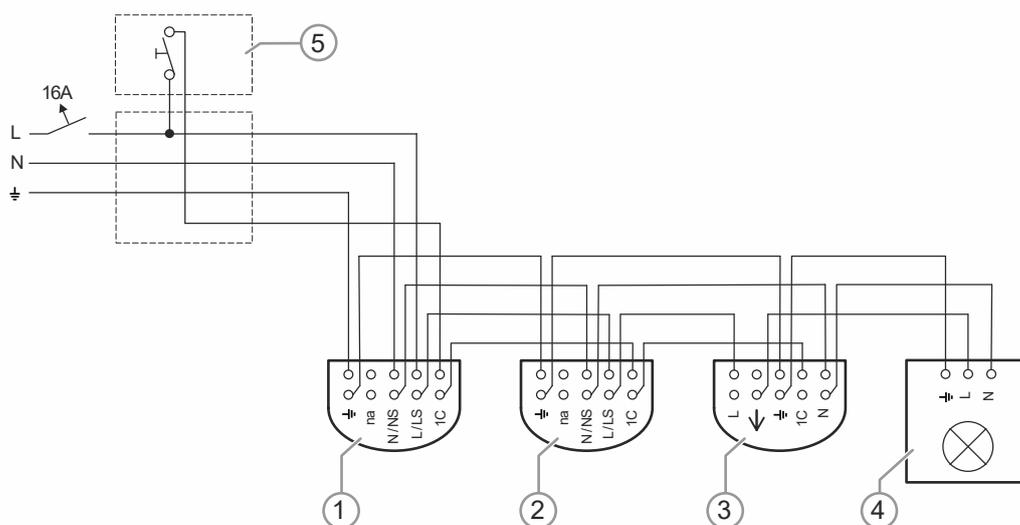 5
16A
L
N
⏚
⏚ na N/NS L/LS 1C
⏚ na N/NS L/LS 1C
L ↓ ⏚ 1C N
⏚ L N
1 2 3 4